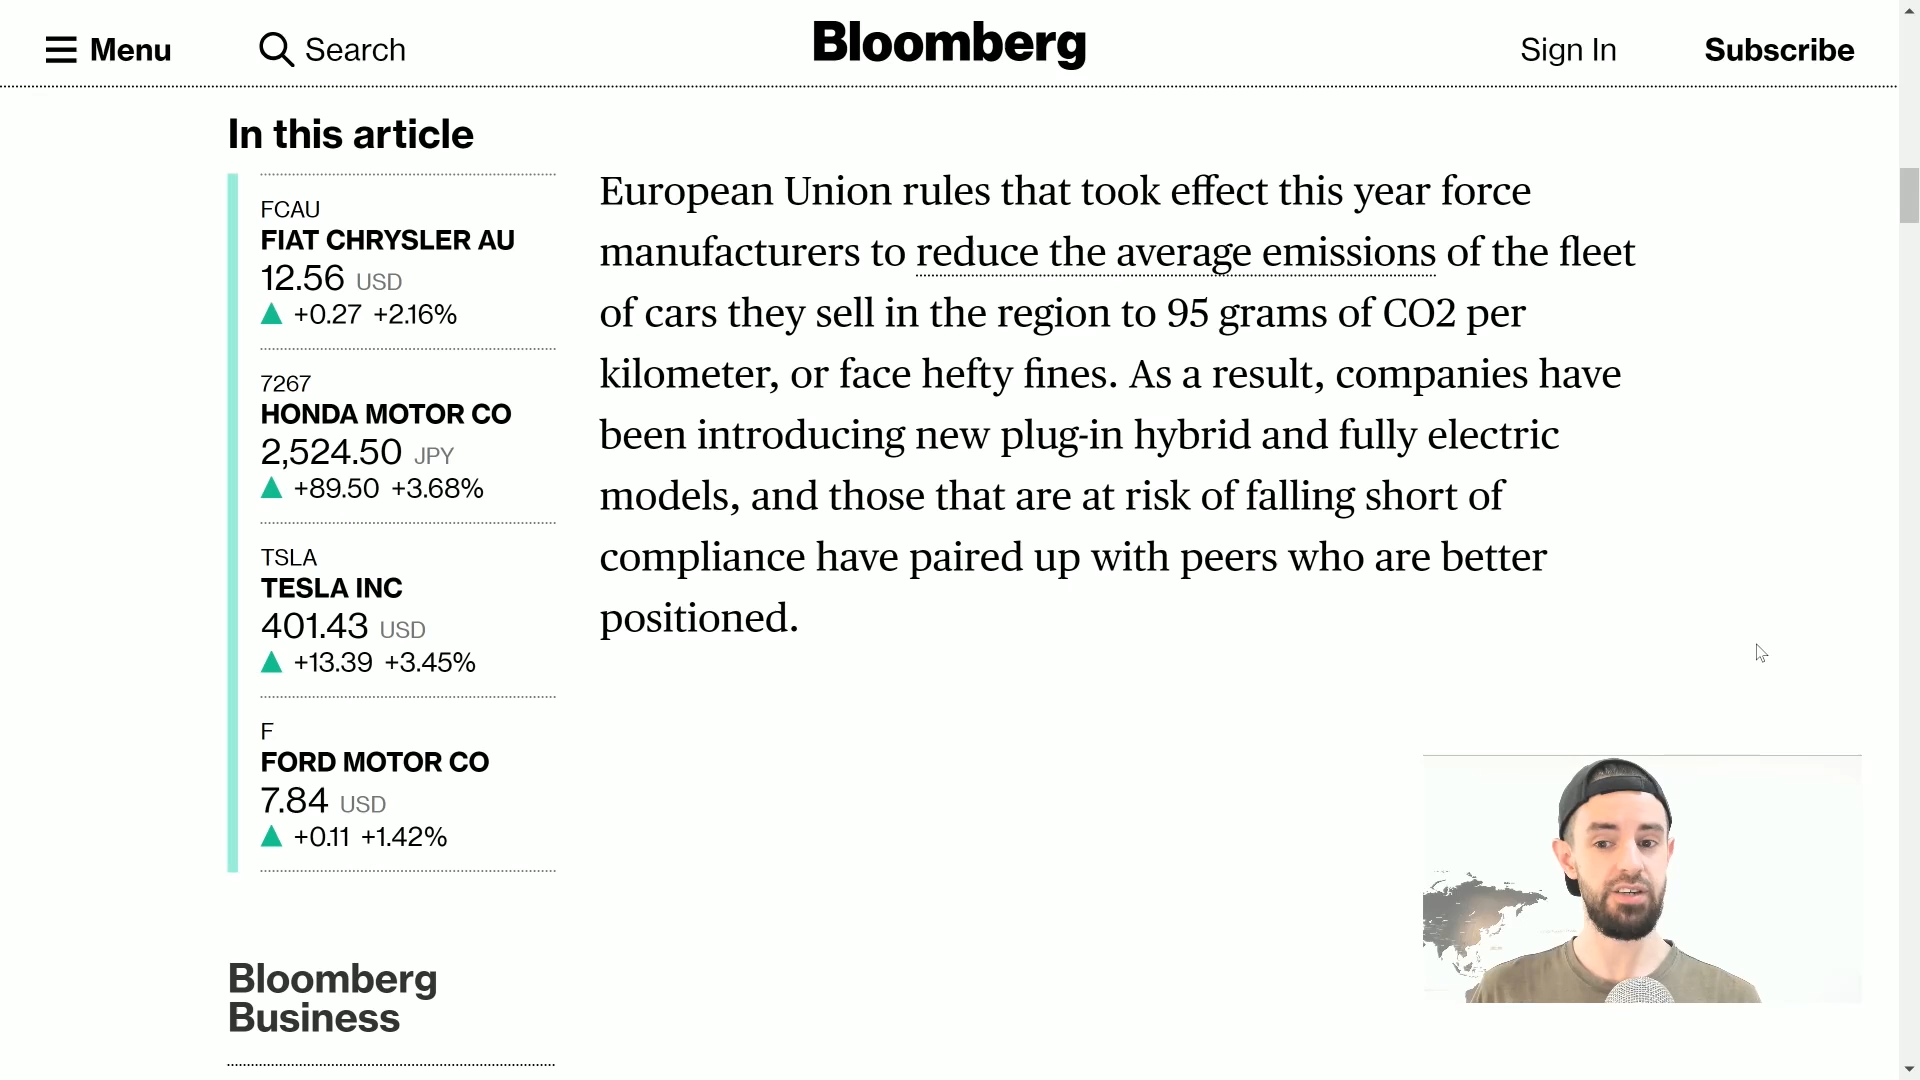 Menu
Search
Bloomberg
Sign In
Subscribe
In this article
FCAU
FIAT CHRYSLER AU
12.56 USD
+0.27 +2.16%
7267
HONDA MOTOR CO
2,524.50 JPY
+89.50 +3.68%
TSLA
TESLA INC
401.43 USD
+13.39 +3.45%
F
FORD MOTOR CO
7.84 USD
+0.11 +1.42%
Bloomberg
Business
European Union rules that took effect this year force
manufacturers to reduce the average emissions of the fleet
of cars they sell in the region to 95 grams of CO2 per
kilometer, or face hefty fines. As a result, companies have
been introducing new plug-in hybrid and fully electric
models, and those that are at risk of falling short of
compliance have paired up with peers who are better
positioned.